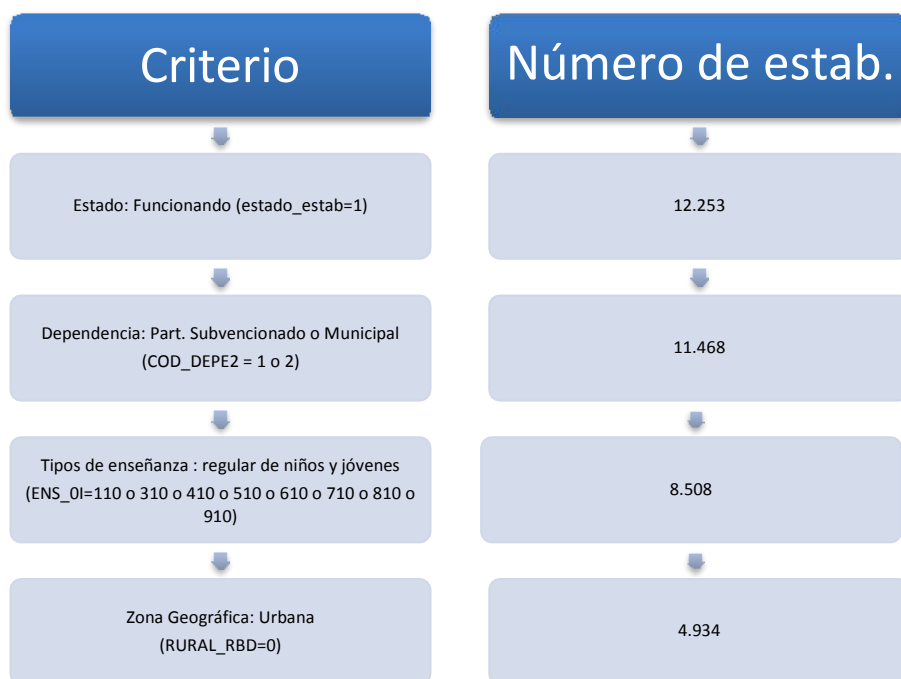 Criterio
Número de estab.
Estado: Funcionando (estado_estab=1)
12.253
Dependencia: Part. Subvencionado o Municipal
(COD_DEPE2 = 1 o 2)
11.468
Tipos de enseñanza : regular de niños y jóvenes
(ENS_0I=110 o 310 o 410 o 510 o 610 o 710 o 810 o
910)
8.508
Zona Geográfica: Urbana
(RURAL_RBD=0)
4.934